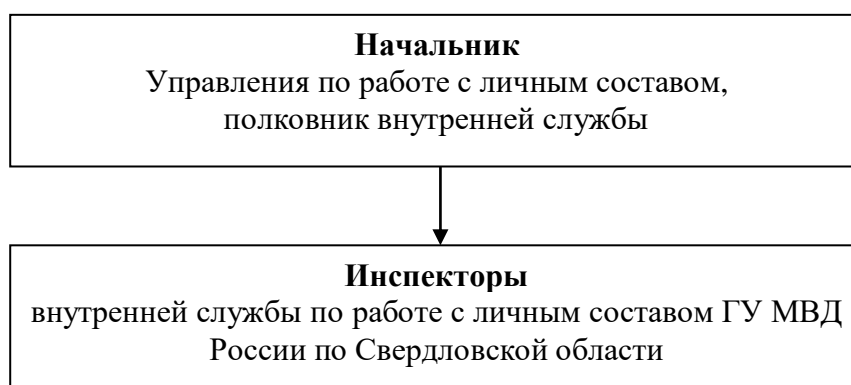 Начальник
Управления по работе с личным составом,
полковник внутренней службы
Инспекторы
внутренней службы по работе с личным составом ГУ МВД
России по Свердловской области